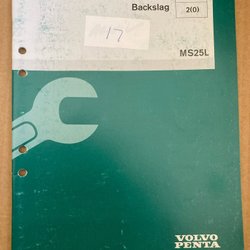 Backslag
2(0)
17
MS25L
VOLVO
PENTA